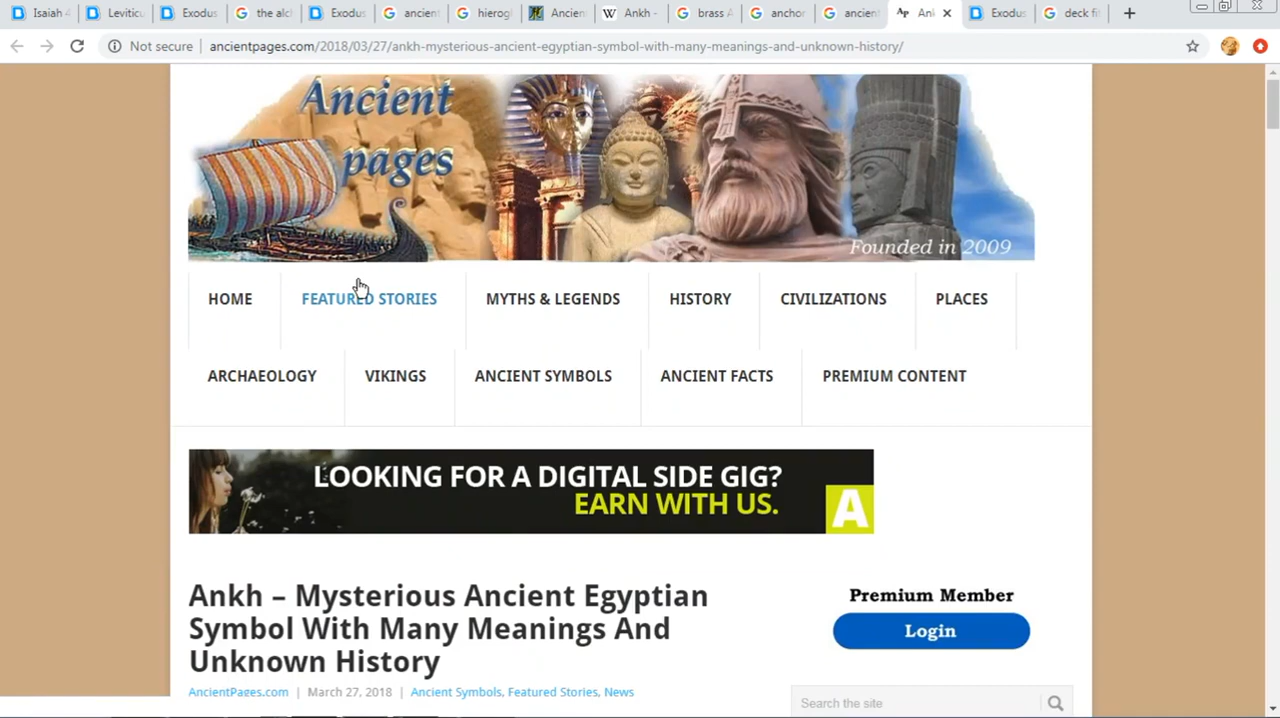 Isaiah 4
Levitic
Exodus
the alc
Exodus
ancient
hierogl
Ancien
Ankh -
brass A
anchor
ancient
Ank
Exodus
deck fi
Not secure
ancientpages.com/2018/03/27/ankh-mysterious-ancient-egyptian-symbol-with-many-meanings-and-unknown-history/
Ancient
pages
Founded in 2009
HOME
FEATURED STORIES
MYTHS & LEGENDS
HISTORY
CIVILIZATIONS
PLACES
ARCHAEOLOGY
VIKINGS
ANCIENT SYMBOLS
ANCIENT FACTS
PREMIUM CONTENT
LOOKING FOR A DIGITAL SIDE GIG?
EARN WITH US.
A
Ankh – Mysterious Ancient Egyptian
Symbol With Many Meanings And
Unknown History
AncientPages.com | March 27, 2018 | Ancient Symbols, Featured Stories, News
Premium Member
Login
Search the site